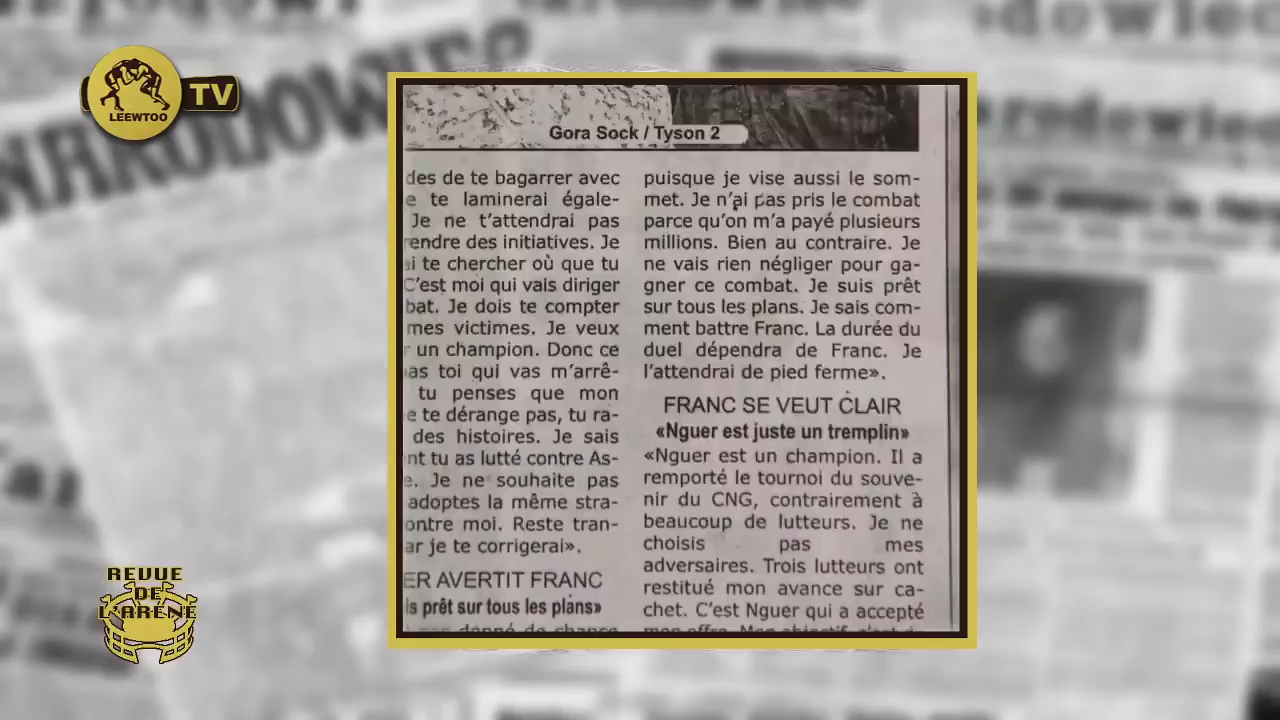 LEEWTOO
TV
REVUE
DE
L'ARENE
Gora Sock / Tyson 2
des de te bagarrer avec
te laminerai égale-
Je ne t'attendrai pas
des initiatives. Je
te chercher où que tu
C'est moi qui vais diriger
Je dois te compter
mes victimes. Je veux
un champion. Donc ce
toi qui vas m'arrê-
tu penses que mon
te dérange pas, tu ra-
des histoires. Je sais
tu as lutté contre As-
Je ne souhaite pas
adoptes la même stra-
moi. Reste tran-
je te corrigerai».
AVERTIT FRANC
prêt sur tous les plans»
donné de chance
puisque je vise aussi le som-
met. Je n'ai pas pris le combat
parce qu'on m'a payé plusieurs
millions. Bien au contraire. Je
ne vais rien négliger pour ga-
gner ce combat. Je suis prêt
sur tous les plans. Je sais com-
ment battre Franc. La durée du
duel dépendra de Franc. Je
l'attendrai de pied ferme».
FRANC SE VEUT CLAIR
«Nguer est juste un tremplin»
«Nguer est un champion. Il a
remporté le tournoi du souve-
nir du CNG, contrairement à
beaucoup de lutteurs. Je ne
choisis pas mes
adversaires. Trois lutteurs ont
restitué mon avance sur ca-
chet. C'est Nguer qui a accepté
mon offre. Mon objectif, c'est